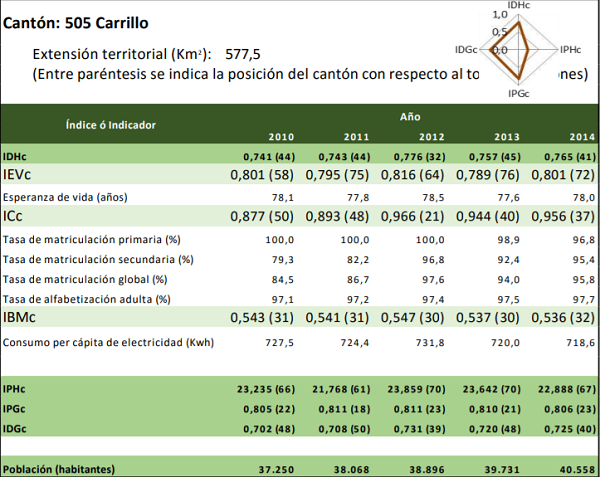 Cantón: 505 Carrillo
IDHc
1,0
0,5
0,0
IDGc
IPHc
IPGc
Extensión territorial (Km²): 577,5
(Entre paréntesis se indica la posición del cantón con respecto al to nes)
Índice ó Indicador Año
2010 2011 2012 2013 2014
IDHc 0,741 (44) 0,743 (44) 0,776 (32) 0,757 (45) 0,765 (41)
IEVc 0,801 (58) 0,795 (75) 0,816 (64) 0,789 (76) 0,801 (72)
Esperanza de vida (años) 78,1 77,8 78,5 77,6 78,0
ICc 0,877 (50) 0,893 (48) 0,966 (21) 0,944 (40) 0,956 (37)
Tasa de matriculación primaria (%) 100,0 100,0 100,0 98,9 96,8
Tasa de matriculación secundaria (%) 79,3 82,2 96,8 92,4 95,4
Tasa de matriculación global (%) 84,5 86,7 97,6 94,0 95,8
Tasa de alfabetización adulta (%) 97,1 97,2 97,4 97,5 97,7
IBMc 0,543 (31) 0,541 (31) 0,547 (30) 0,537 (30) 0,536 (32)
Consumo per cápita de electricidad (Kwh) 727,5 724,4 731,8 720,0 718,6
IPHc 23,235 (66) 21,768 (61) 23,859 (70) 23,642 (70) 22,888 (67)
IPGc 0,805 (22) 0,811 (18) 0,811 (23) 0,810 (21) 0,806 (23)
IDGc 0,702 (48) 0,708 (50) 0,731 (39) 0,720 (48) 0,725 (40)
Población (habitantes) 37.250 38.068 38.896 39.731 40.558